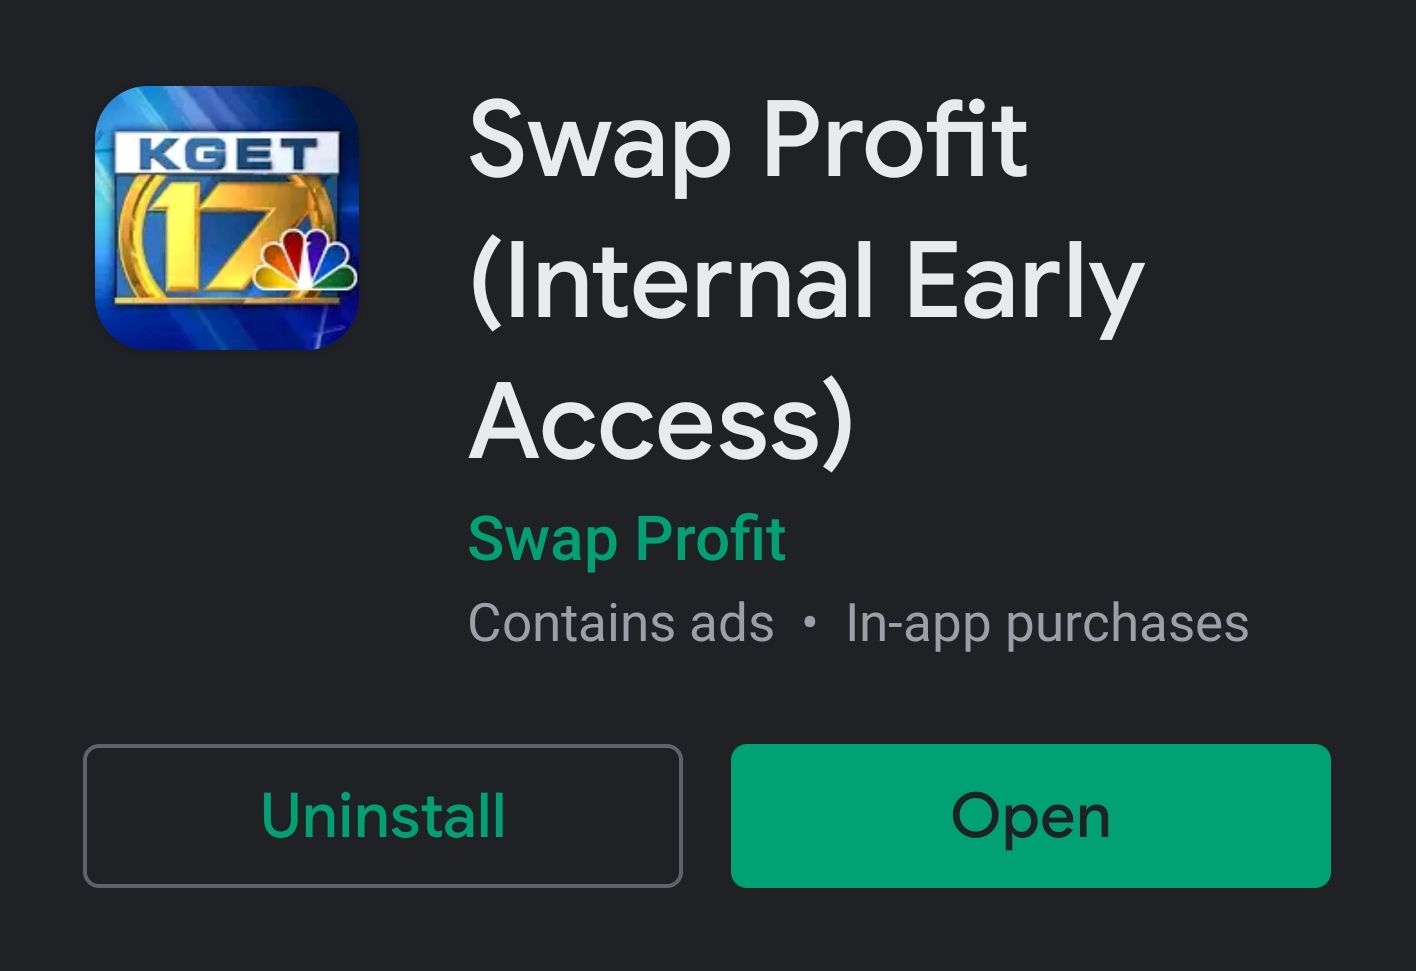 KGET
17
Swap Profit
(Internal Early
Access)
Swap Profit
Contains ads • In-app purchases
Uninstall
Open